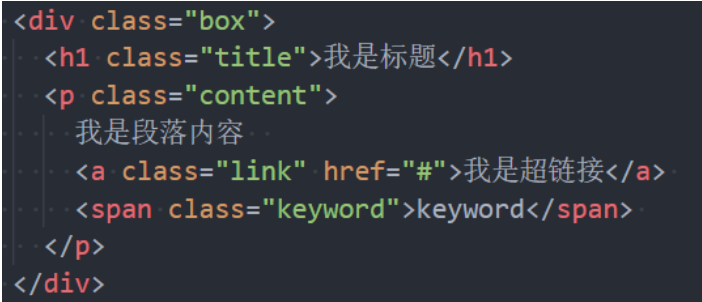 <div class="box">
<h1 class="title">我是标题</h1>
<p class="content">
我是段落内容
<a class="link" href="#">我是超链接</a>
<span class="keyword">keyword</span>
</p>
</div>